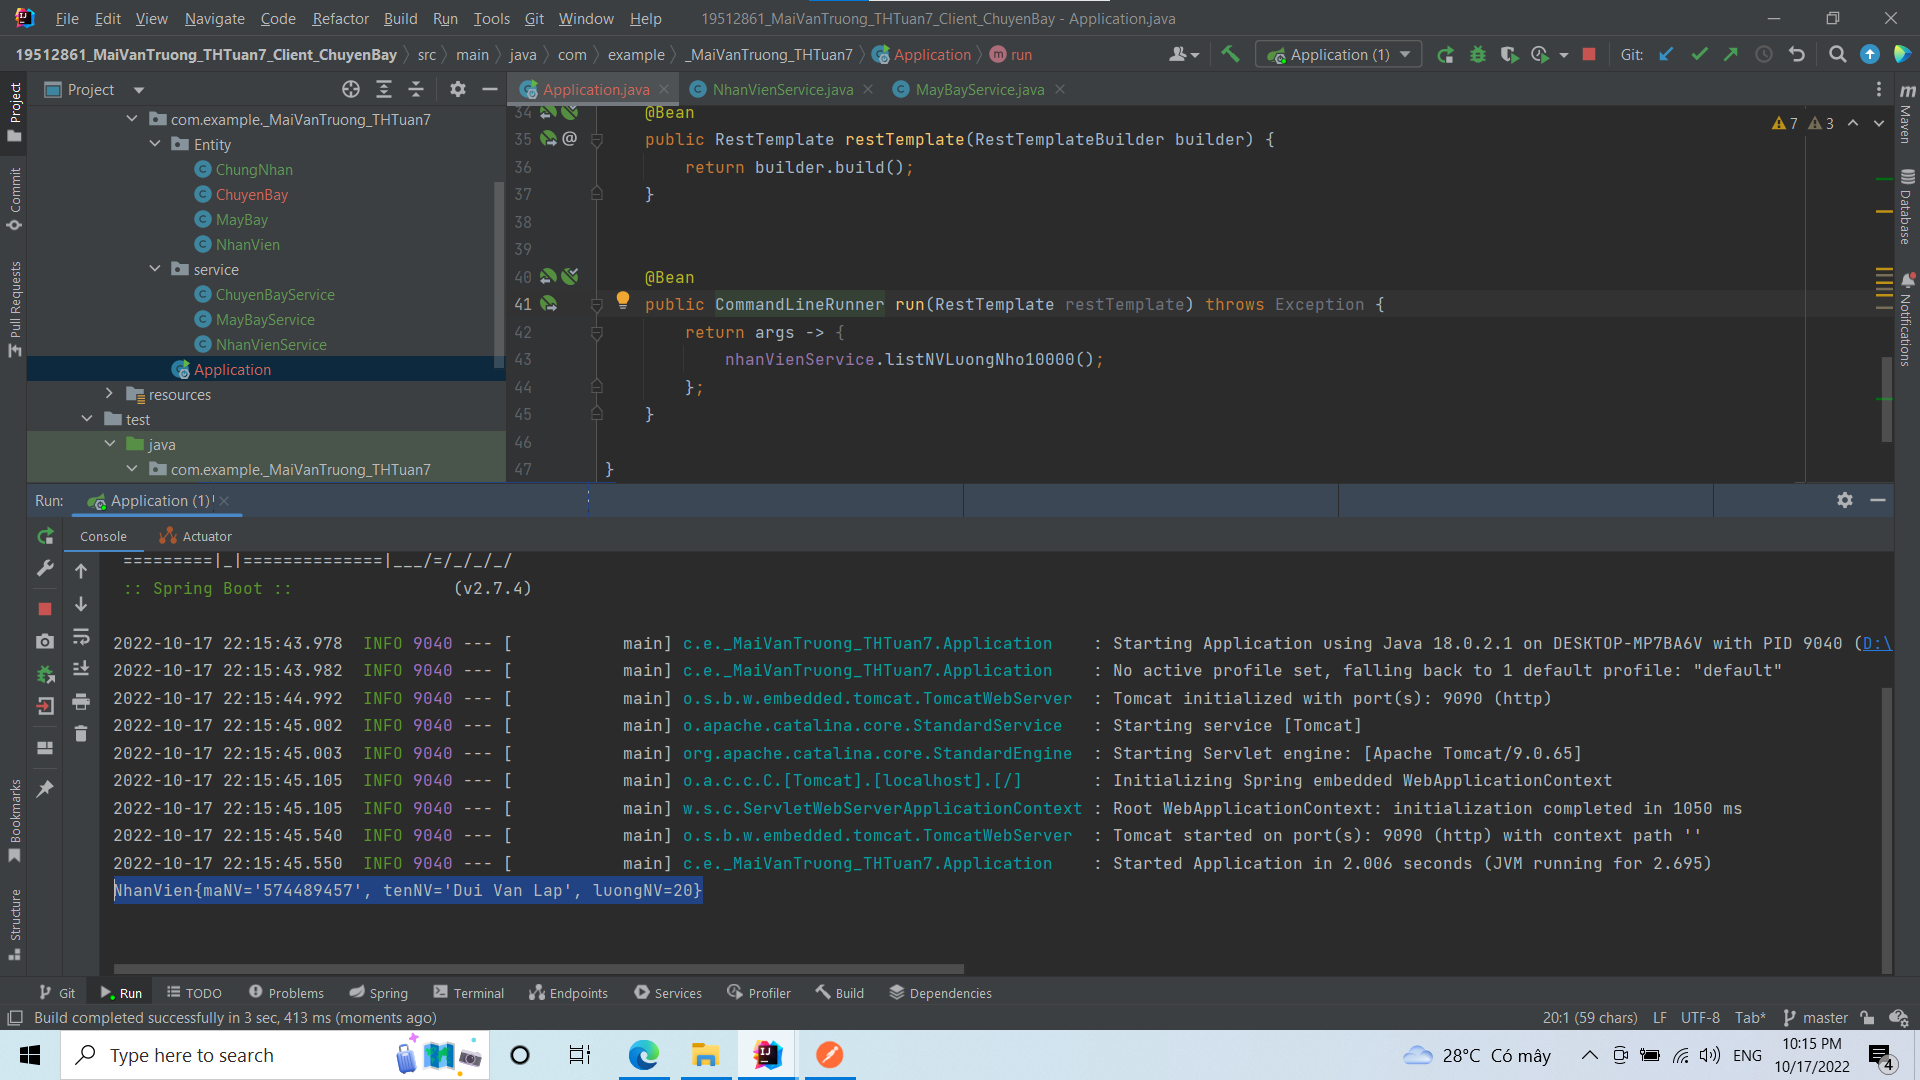 File Edit View Navigate Code Refactor Build Run Tools Git Window Help 19512861_MaiVanTruong_THTuan7_Client_ChuyenBay - Application.java
19512861_MaiVanTruong_THTuan7_Client_ChuyenBay src main java com example _MaiVanTruong_THTuan7 Application m run Application (1) Git:
Project Application.java NhanVienService.java MayBayService.java
com.example._MaiVanTruong_THTuan7
Entity
ChungNhan
ChuyenBay
MayBay
NhanVien
service
ChuyenBayService
MayBayService
NhanVienService
Application
resources
test
java
com.example._MaiVanTruong_THTuan7
Project
Commit
Pull Requests
Bookmarks
Structure
34 @Bean
35 @ public RestTemplate restTemplate(RestTemplateBuilder builder) {
36 return builder.build();
37 }
38
39
40 @Bean
41 public CommandLineRunner run(RestTemplate restTemplate) throws Exception {
42 return args -> {
43 nhanVienService.listNVLuongNho10000();
44 };
45 }
46
47 }
7 3
Maven
Database
Notifications
Run: Application (1)
Console Actuator
=========|_|==============|___/=/_/_/_/
:: Spring Boot :: (v2.7.4)
2022-10-17 22:15:43.978 INFO 9040 --- [ main] c.e._MaiVanTruong_THTuan7.Application : Starting Application using Java 18.0.2.1 on DESKTOP-MP7BA6V with PID 9040 (D:\
2022-10-17 22:15:43.982 INFO 9040 --- [ main] c.e._MaiVanTruong_THTuan7.Application : No active profile set, falling back to 1 default profile: "default"
2022-10-17 22:15:44.992 INFO 9040 --- [ main] o.s.b.w.embedded.tomcat.TomcatWebServer : Tomcat initialized with port(s): 9090 (http)
2022-10-17 22:15:45.002 INFO 9040 --- [ main] o.apache.catalina.core.StandardService : Starting service [Tomcat]
2022-10-17 22:15:45.003 INFO 9040 --- [ main] org.apache.catalina.core.StandardEngine : Starting Servlet engine: [Apache Tomcat/9.0.65]
2022-10-17 22:15:45.105 INFO 9040 --- [ main] o.a.c.c.C.[Tomcat].[localhost].[/] : Initializing Spring embedded WebApplicationContext
2022-10-17 22:15:45.105 INFO 9040 --- [ main] w.s.c.ServletWebServerApplicationContext : Root WebApplicationContext: initialization completed in 1050 ms
2022-10-17 22:15:45.540 INFO 9040 --- [ main] o.s.b.w.embedded.tomcat.TomcatWebServer : Tomcat started on port(s): 9090 (http) with context path ''
2022-10-17 22:15:45.550 INFO 9040 --- [ main] c.e._MaiVanTruong_THTuan7.Application : Started Application in 2.006 seconds (JVM running for 2.695)
NhanVien{maNV='574489457', tenNV='Dui Van Lap', luongNV=20}
Git Run TODO Problems Spring Terminal Endpoints Services Profiler Build Dependencies
Build completed successfully in 3 sec, 413 ms (moments ago) 20:1 (59 chars) LF UTF-8 Tab* master
Type here to search 28°C Có mây ENG 10:15 PM
10/17/2022 4